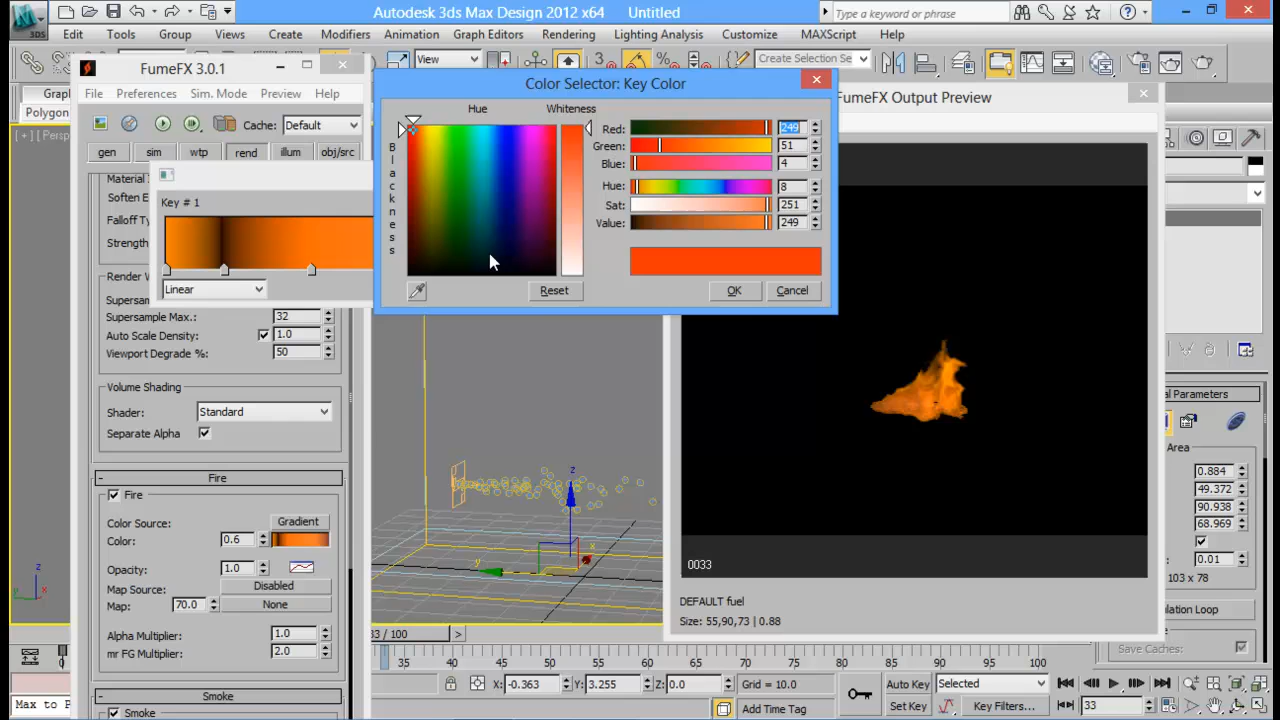 Autodesk 3ds Max Design 2012 x64 Untitled
Type a keyword or phrase
3DS
Edit Tools Group Views Create Modifiers Animation Graph Editors Rendering Lighting Analysis Customize MAXScript Help
View
Create Selection Se
Polygon
[ + ] [ Persp
FumeFX 3.0.1
File Preferences Sim. Mode Preview Help
Cache: Default
gen sim wtp rend illum obj/src
Soften E
Falloff Ty
Strength
Key # 1
Linear
Render W
Supersample Max.: 32
Auto Scale Density: 1.0
Viewport Degrade %: 50
Volume Shading
Shader: Standard
Separate Alpha
Fire
Fire
Color Source: Gradient
Color: 0.6
Opacity: 1.0
Map Source: Disabled
Map: 70.0 None
Alpha Multiplier: 1.0
mr FG Multiplier: 2.0
Smoke
Smoke
Color Selector: Key Color
Hue Whiteness
Blackness
Red: 249
Green: 51
Blue: 4
Hue: 8
Sat: 251
Value: 249
Reset OK Cancel
FumeFX Output Preview
0033
DEFAULT fuel
Size: 55,90,73 | 0.88
z
x
y
z
x
Parameters
Area
0.884
49.372
90.938
68.969
0.01
103 x 78
ulation Loop
Save Caches:
33 / 100 >
35 40 45 50 55 60 65 70 75 80 85 90 95 100
X: -0.363 Y: 3.255 Z: 0.0 Grid = 10.0
Auto Key Selected
Set Key Key Filters... 33
Add Time Tag
Max to P